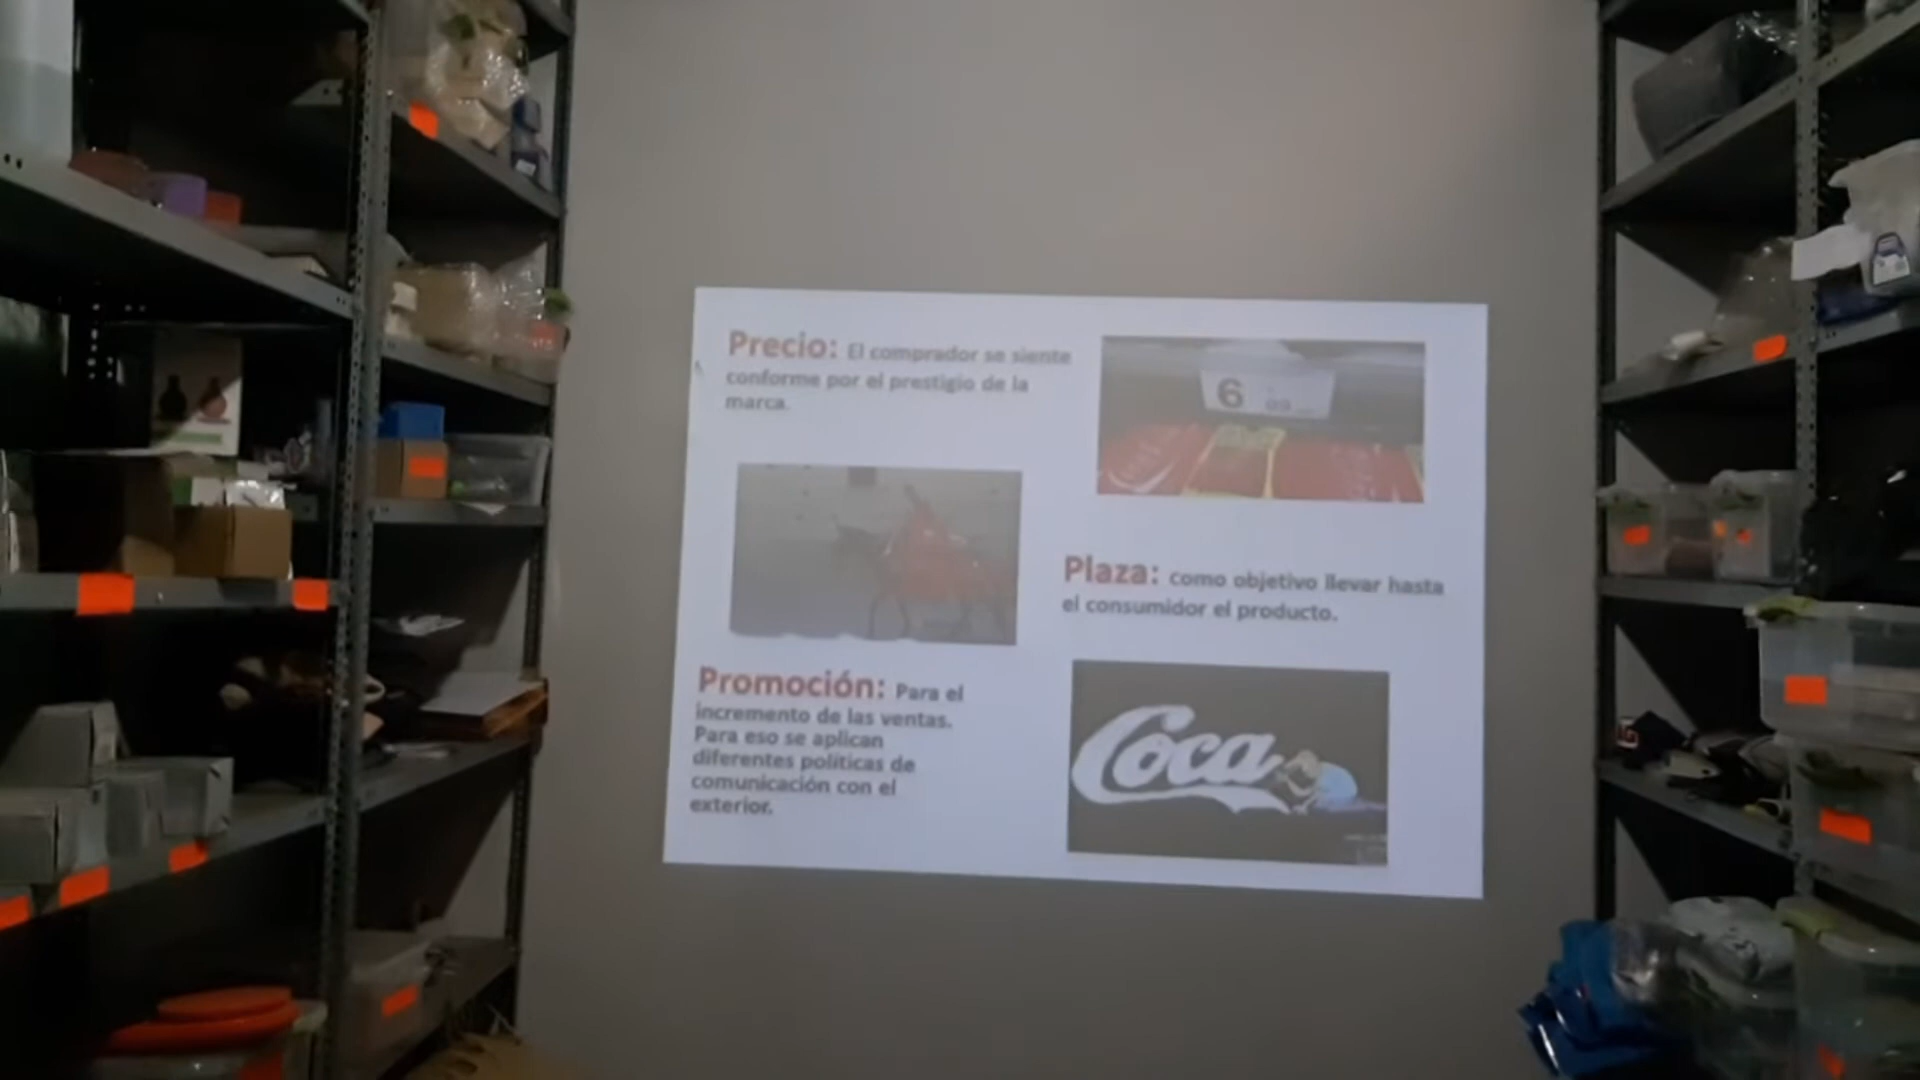 Precio: El comprador se siente
conforme por el prestigio de la
marca.
6
Plaza: como objetivo llevar hasta
el consumidor el producto.
Promoción: Para el
incremento de las ventas.
Para eso se aplican
diferentes políticas de
comunicación con el
exterior.
Coca